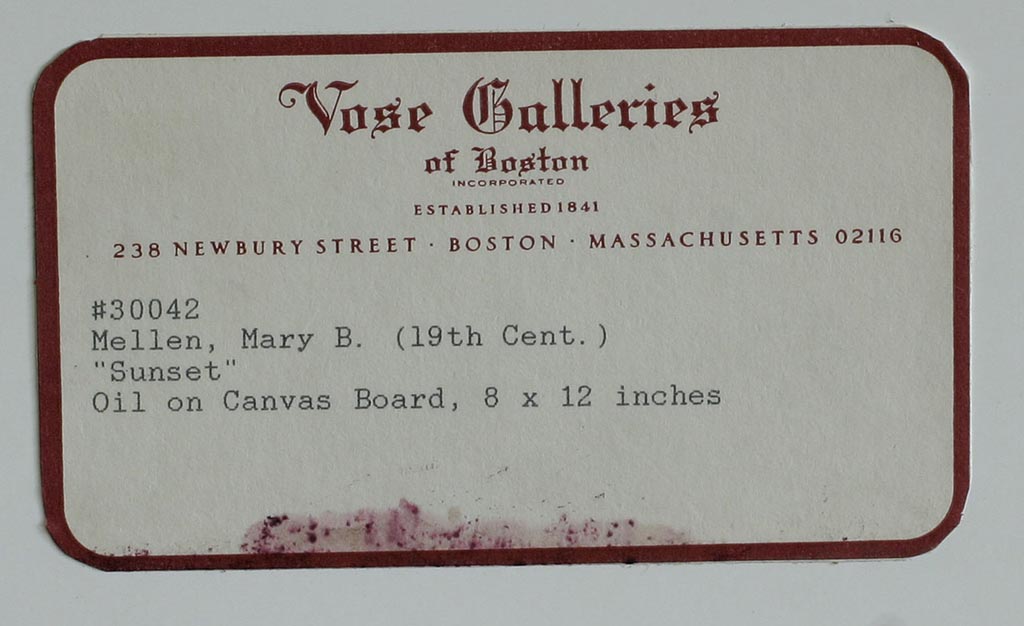 Vose Galleries
of Boston
INCORPORATED
ESTABLISHED 1841
238 NEWBURY STREET · BOSTON · MASSACHUSETTS 02116
#30042
Mellen, Mary B. (19th Cent.)
"Sunset"
Oil on Canvas Board, 8 x 12 inches